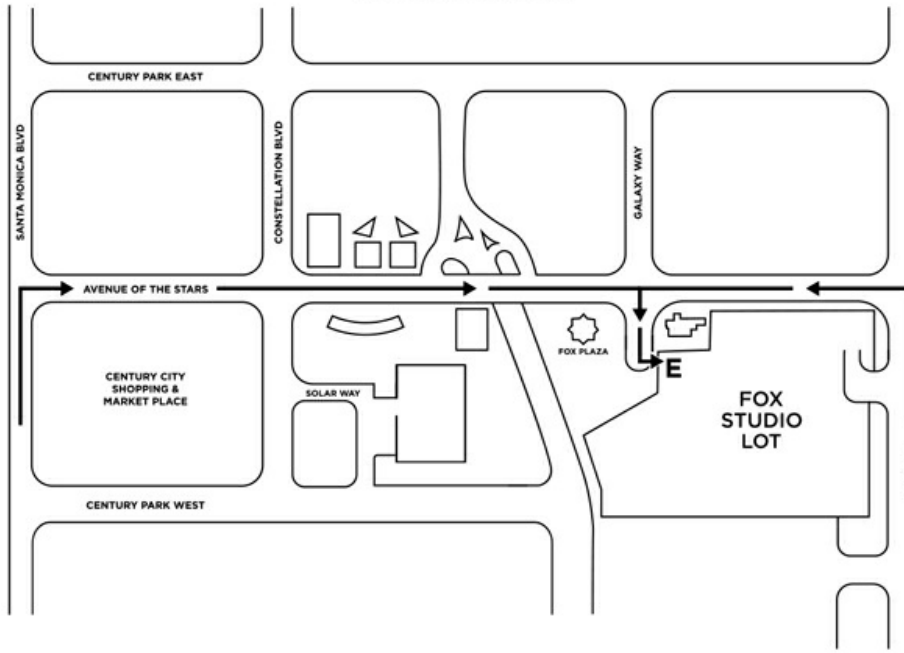 CENTURY PARK EAST
SANTA MONICA BLVD
CONSTELLATION BLVD
GALAXY WAY
AVENUE OF THE STARS
FOX PLAZA
E
CENTURY CITY
SHOPPING &
MARKET PLACE
SOLAR WAY
FOX
STUDIO
LOT
CENTURY PARK WEST